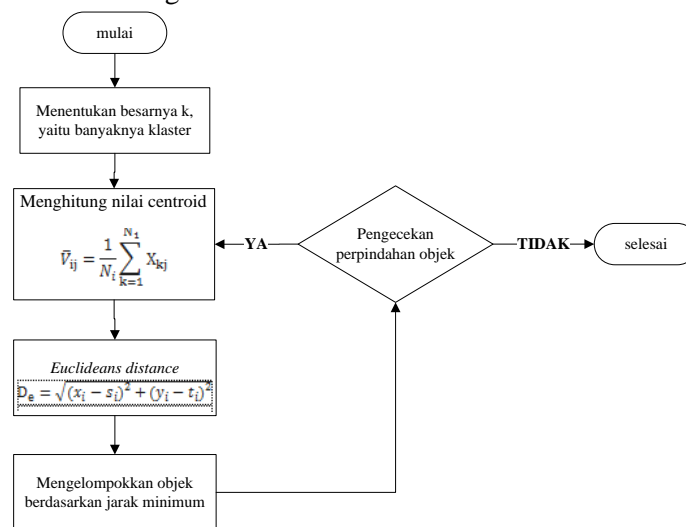 mulai
Menentukan besarnya k,
yaitu banyaknya klaster
Menghitung nilai centroid
V̄ij = 1/Ni ∑k=1^N1 Xkj
Euclideans distance
De = √(xi − si)² + (yi − ti)²
Mengelompokkan objek
berdasarkan jarak minimum
Pengecekan
perpindahan objek
YA
TIDAK
selesai